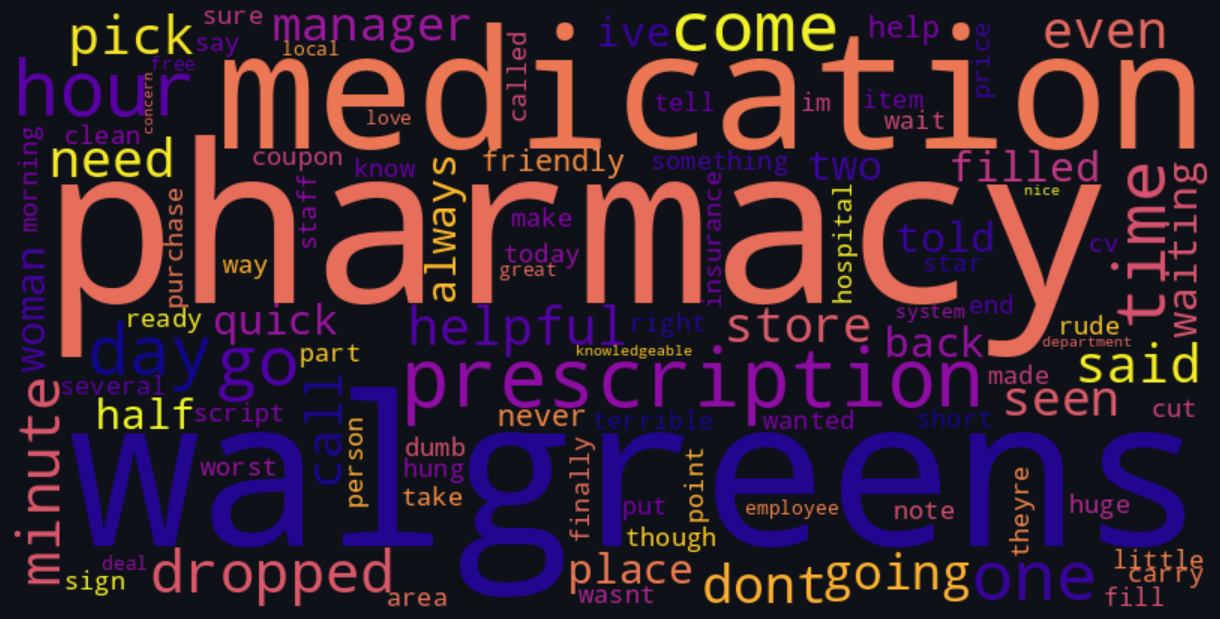 sure
manager
pick
say
local
free
hour
concern
medication
called
ive
come
help
price
even
love
tell
im
item
wait
clean
morning
need
coupon
know
always
friendly
something
two
filled
nice
time
waiting
pharmacy
purchase
staff
way
make
today
great
insurance
hospital
told
star
cv
woman
ready
quick
helpful
right
store
system
end
back
rude
department
day
go
part
knowledgeable
prescription
said
several
made
seen
cut
minute
half
script
call
never
terrible
wanted
short
walgreens
worst
person
dumb
hung
take
finally
put
point
employee
note
theyre
huge
though
deal
sign
dropped
area
place
wasnt
dont
going
one
little
carry
fill